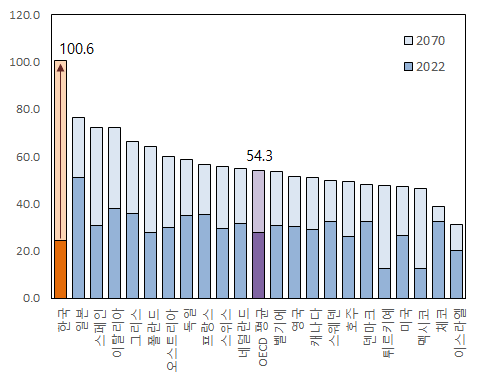 120.0
100.0
80.0
60.0
40.0
20.0
0.0
100.6
54.3
2070
2022
한국
일본
스페인
이탈리아
그리스
폴란드
오스트리아
독일
프랑스
스위스
네덜란드
OECD 평균
벨기에
영국
캐나다
스웨덴
호주
덴마크
튀르키예
미국
멕시코
체코
이스라엘